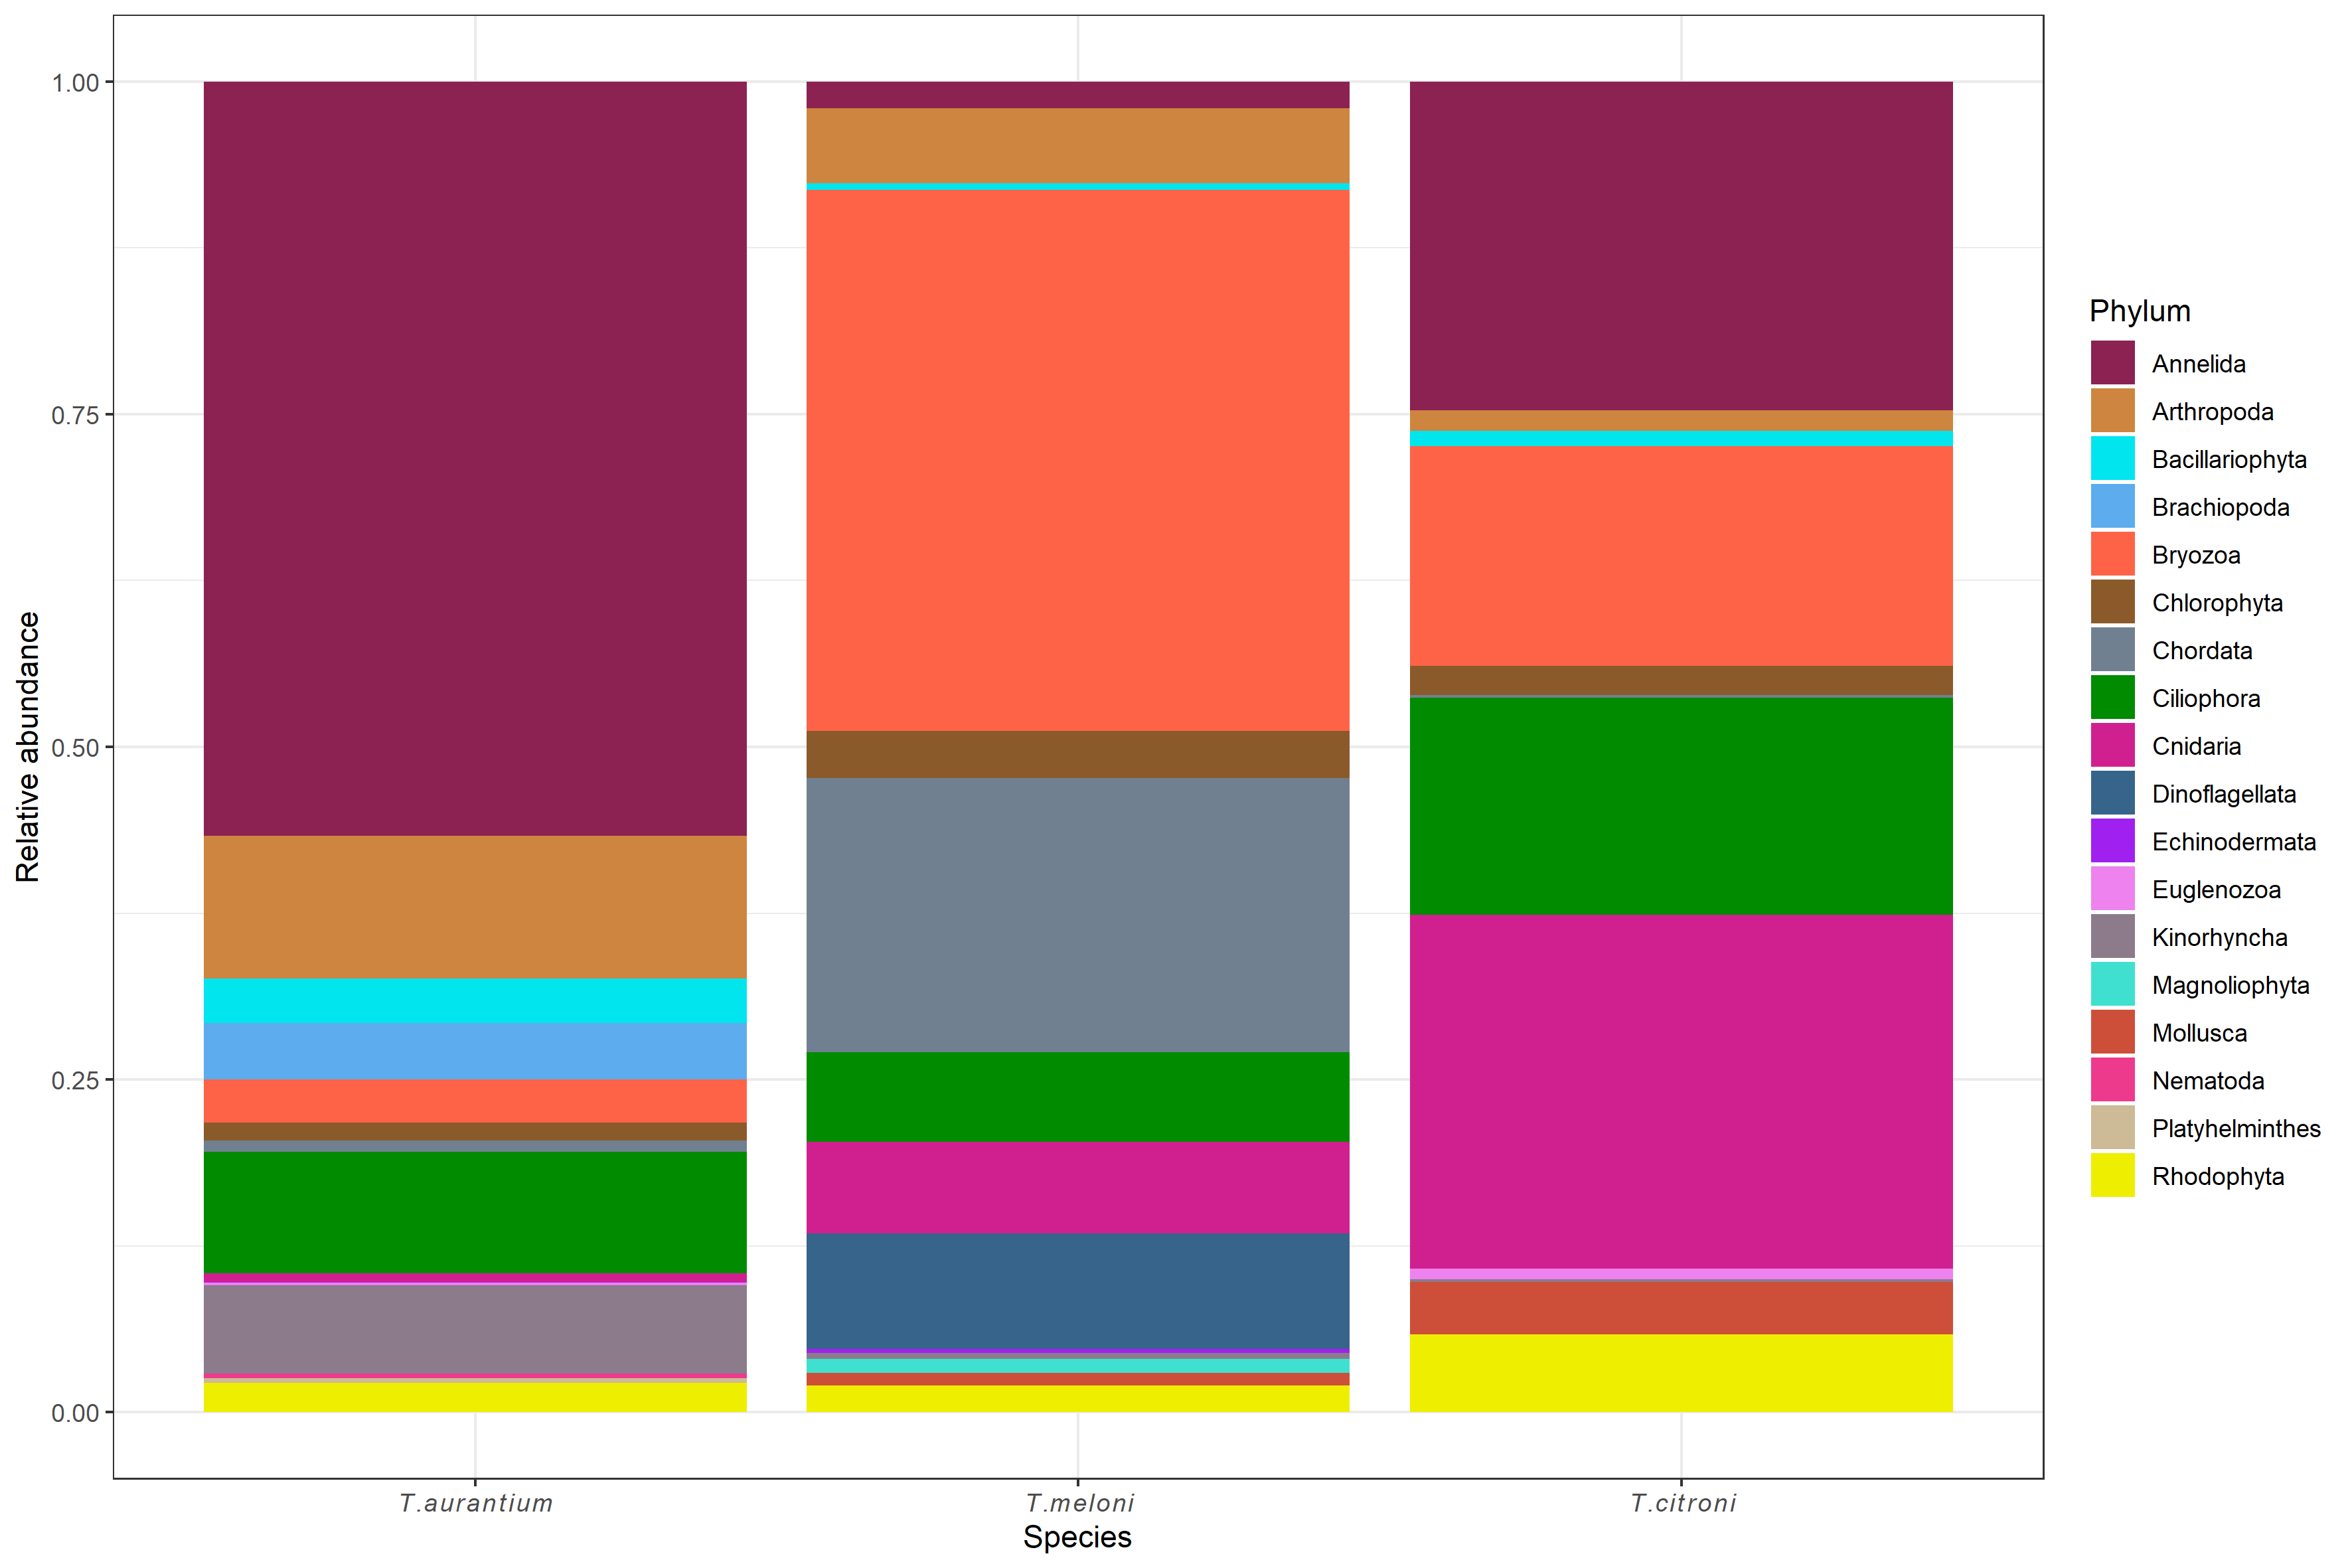 Relative abundance
1.00
0.75
0.50
0.25
0.00
T.aurantium
T.meloni
T.citroni
Species
Phylum
Annelida
Arthropoda
Bacillariophyta
Brachiopoda
Bryozoa
Chlorophyta
Chordata
Ciliophora
Cnidaria
Dinoflagellata
Echinodermata
Euglenozoa
Kinorhyncha
Magnoliophyta
Mollusca
Nematoda
Platyhelminthes
Rhodophyta